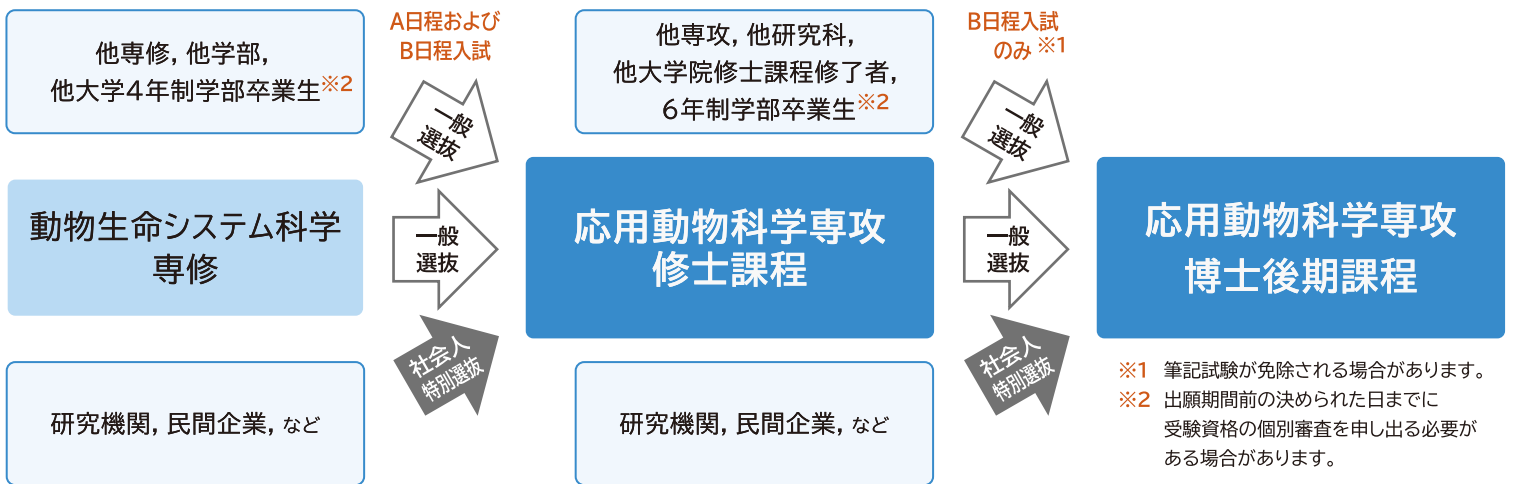 他専修, 他学部,
他大学4年制学部卒業生※2
A日程および
B日程入試
一般
選抜
動物生命システム科学
専修
一般
選抜
研究機関, 民間企業, など
社会人
特別選抜
他専攻, 他研究科,
他大学院修士課程修了者,
6年制学部卒業生※2
応用動物科学専攻
修士課程
研究機関, 民間企業, など
B日程入試
のみ※1
一般
選抜
一般
選抜
社会人
特別選抜
応用動物科学専攻
博士後期課程
※1 筆記試験が免除される場合があります。
※2 出願期間前の決められた日までに
受験資格の個別審査を申し出る必要が
ある場合があります。